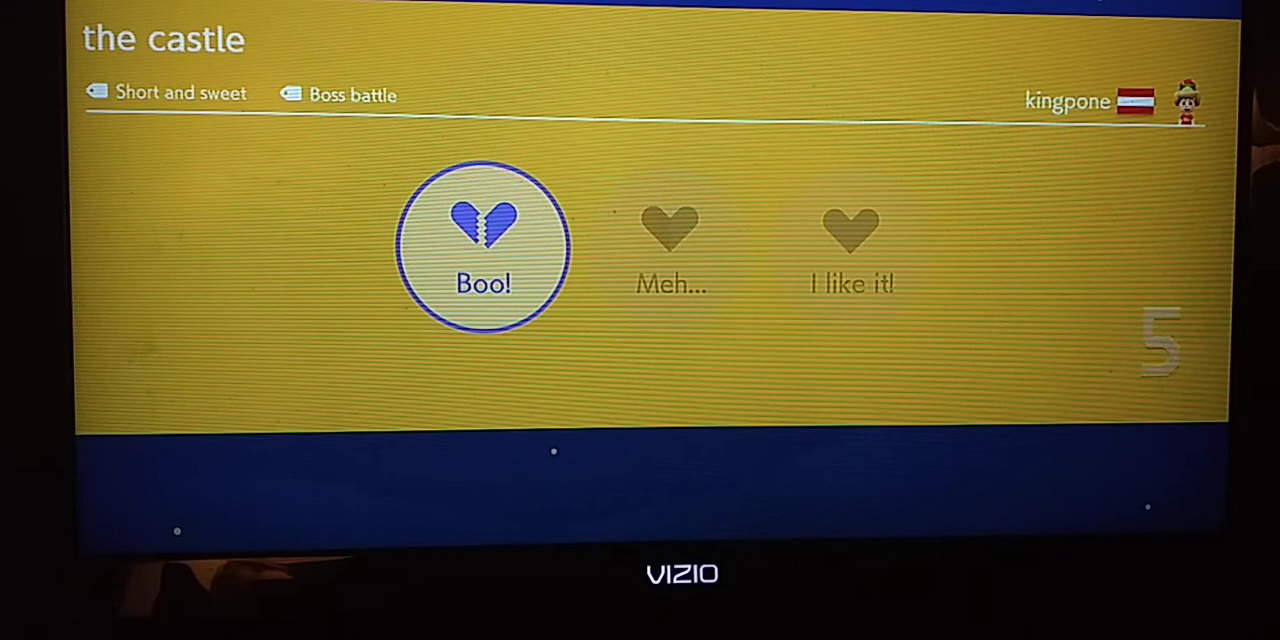 the castle
Short and sweet Boss battle
kingpone
Boo! Meh... I like it!
5
VIZIO